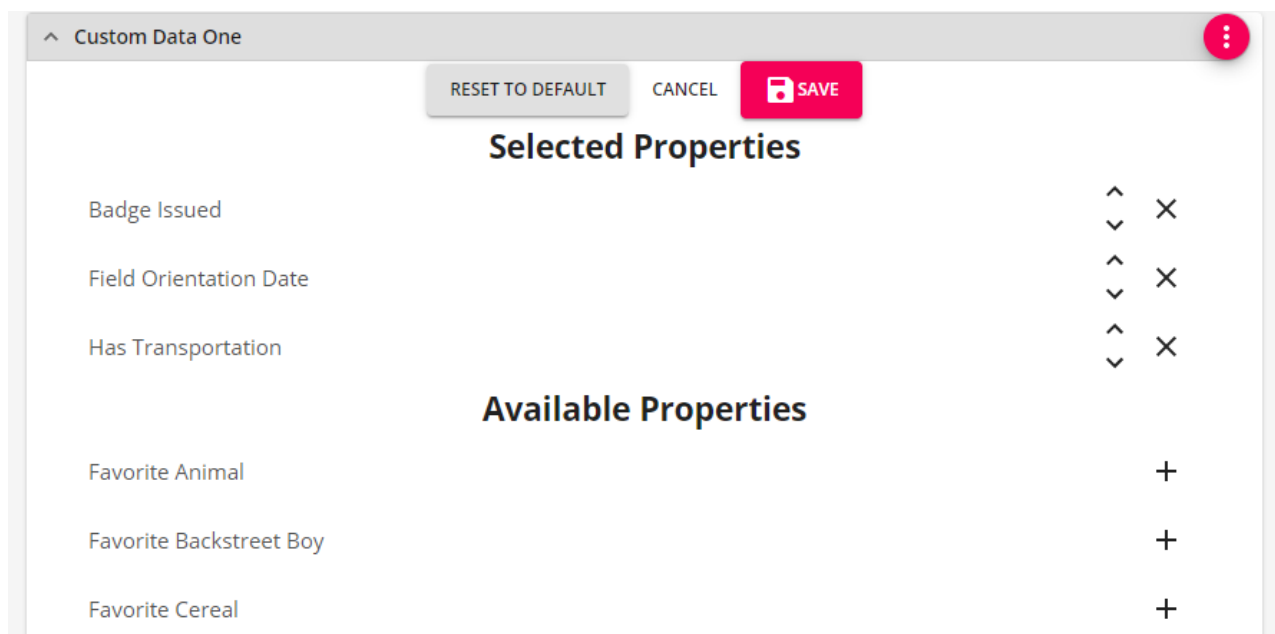 Custom Data One
RESET TO DEFAULT CANCEL SAVE
Selected Properties
Badge Issued
Field Orientation Date
Has Transportation
Available Properties
Favorite Animal
Favorite Backstreet Boy
Favorite Cereal